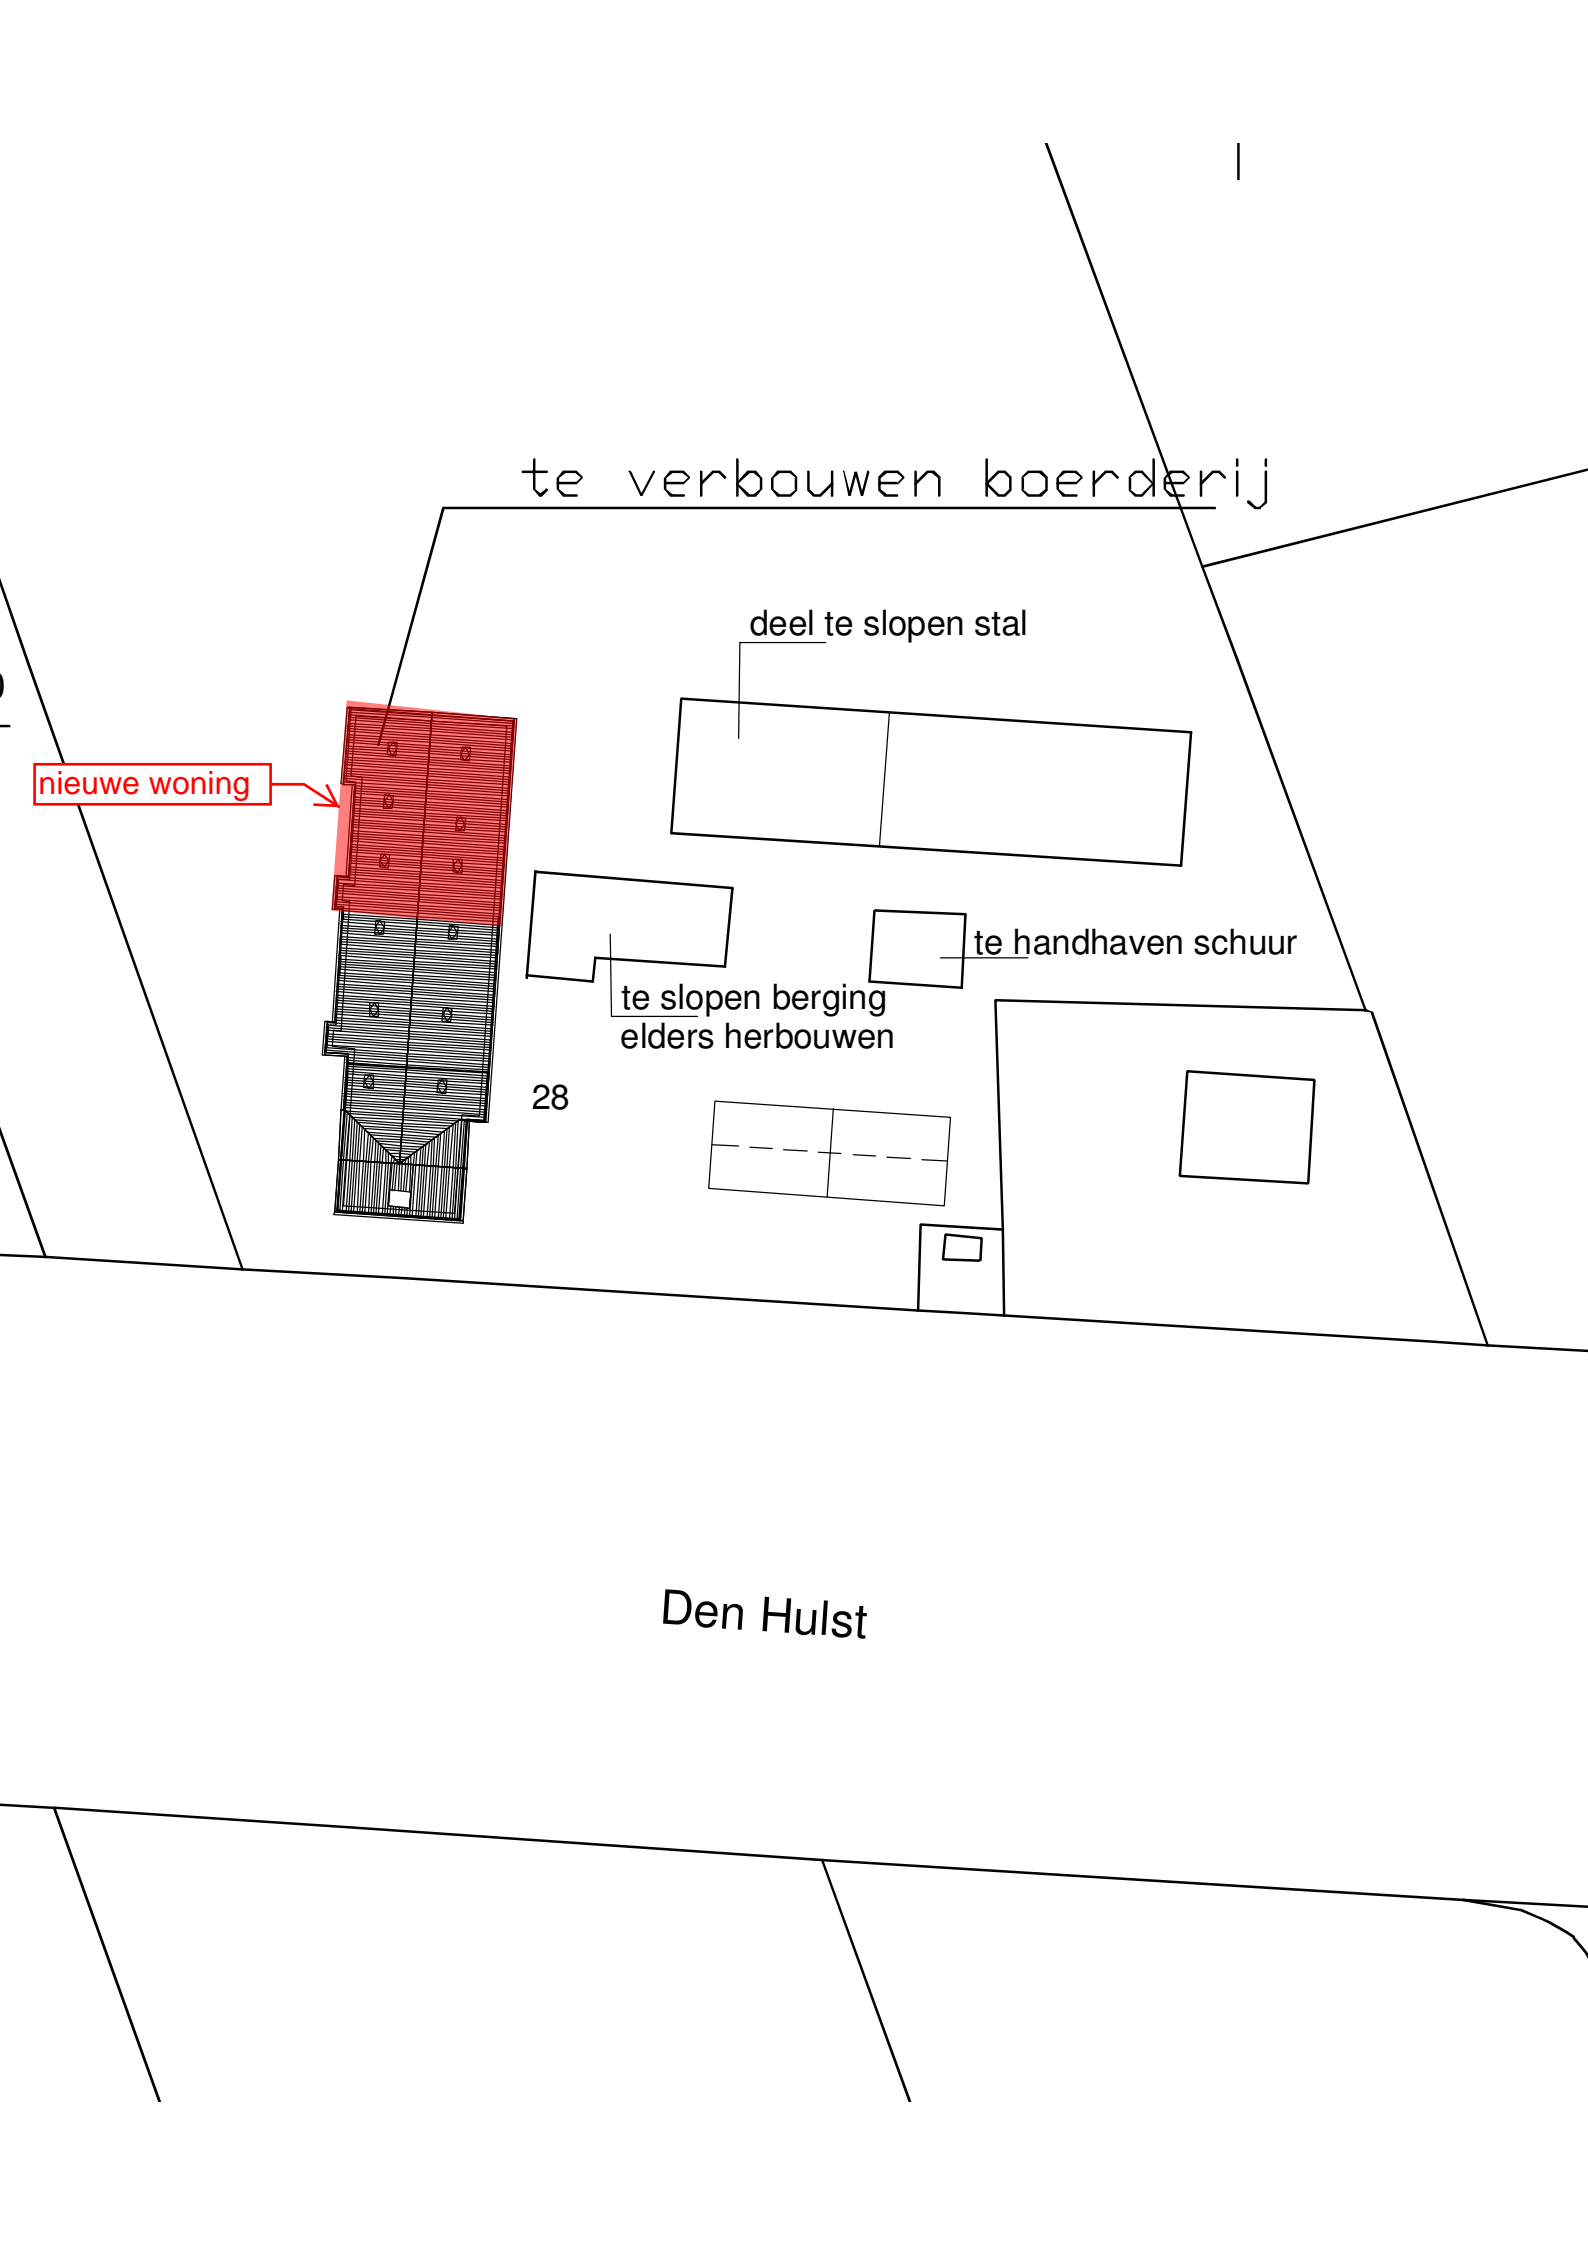 te verbouwen boerderij
deel te slopen stal
nieuwe woning
te handhaven schuur
te slopen berging
elders herbouwen
28
Den Hulst